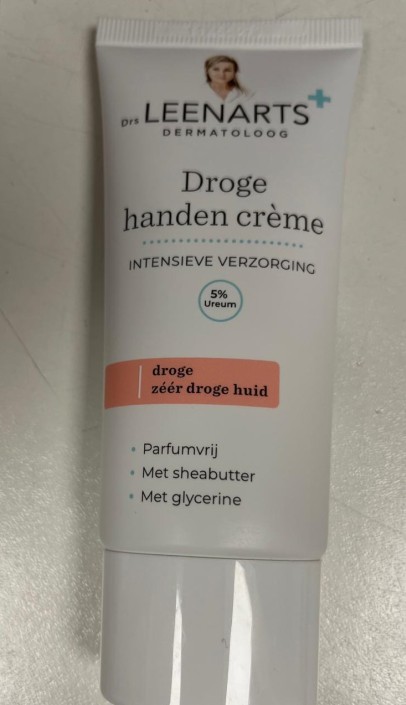 Drs LEENARTS+
DERMATOLOOG
Droge
handen crème
INTENSIEVE VERZORGING
5%
Ureum
droge
zéér droge huid
• Parfumvrij
• Met sheabutter
• Met glycerine